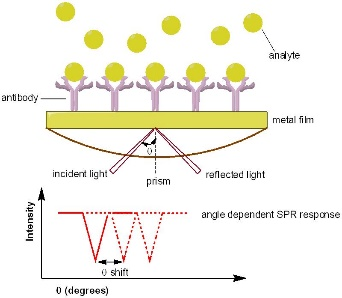 analyte
antibody
metal film
θ
incident light
prism
reflected light
Intensity
angle dependent SPR response
θ shift
θ (degrees)